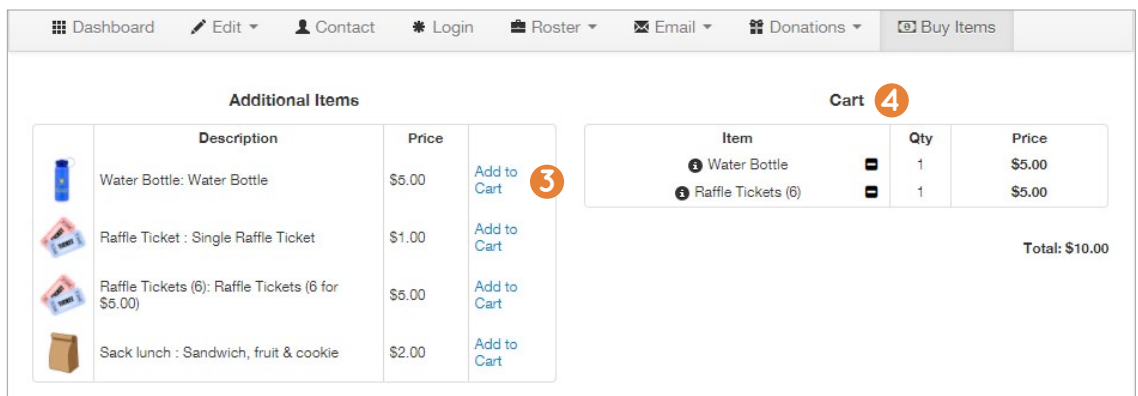 Dashboard Edit Contact Login Roster Email Donations Buy Items
Additional Items
Description Price
Water Bottle: Water Bottle $5.00 Add to
Cart
3
Raffle Ticket : Single Raffle Ticket $1.00 Add to
Cart
Raffle Tickets (6): Raffle Tickets (6 for
$5.00) $5.00 Add to
Cart
Sack lunch : Sandwich, fruit & cookie $2.00 Add to
Cart
Cart 4
Item Qty Price
Water Bottle 1 $5.00
Raffle Tickets (6) 1 $5.00
Total: $10.00